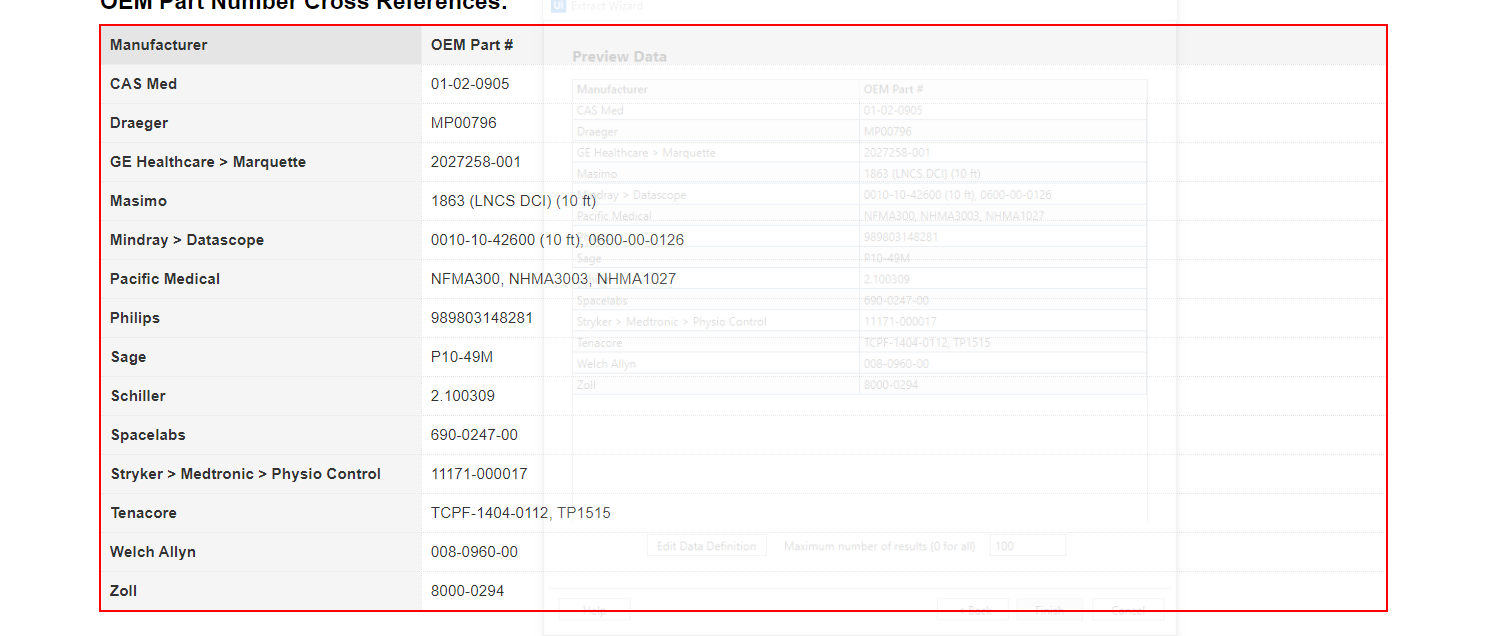 OEM Part Number Cross References:
Manufacturer OEM Part #
CAS Med 01-02-0905
Draeger MP00796
GE Healthcare > Marquette 2027258-001
Masimo 1863 (LNCS DCI) (10 ft)
Mindray > Datascope 0010-10-42600 (10 ft), 0600-00-0126
Pacific Medical NFMA300, NHMA3003, NHMA1027
Philips 989803148281
Sage P10-49M
Schiller 2.100309
Spacelabs 690-0247-00
Stryker > Medtronic > Physio Control 11171-000017
Tenacore TCPF-1404-0112, TP1515
Welch Allyn 008-0960-00
Zoll 8000-0294
Ui Extract Wizard
Preview Data
Manufacturer OEM Part #
CAS Med 01-02-0905
Draeger MP00796
GE Healthcare > Marquette 2027258-001
Masimo 1863 (LNCS DCI) (10 ft)
Mindray > Datascope 0010-10-42600 (10 ft), 0600-00-0126
Pacific Medical NFMA300, NHMA3003, NHMA1027
989803148281
Sage P10-49M
2.100309
Spacelabs 690-0247-00
Stryker > Medtronic > Physio Control 11171-000017
Tenacore TCPF-1404-0112, TP1515
Welch Allyn 008-0960-00
Zoll 8000-0294
Edit Data Definition Maximum number of results (0 for all) 100
Help < Back Finish Cancel